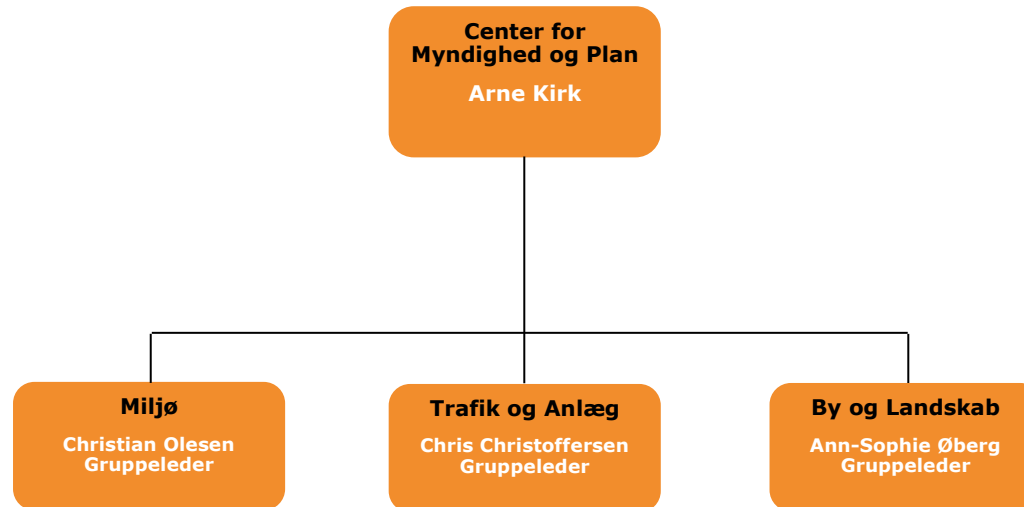 Center for
Myndighed og Plan
Arne Kirk
Miljø
Christian Olesen
Gruppeleder
Trafik og Anlæg
Chris Christoffersen
Gruppeleder
By og Landskab
Ann-Sophie Øberg
Gruppeleder